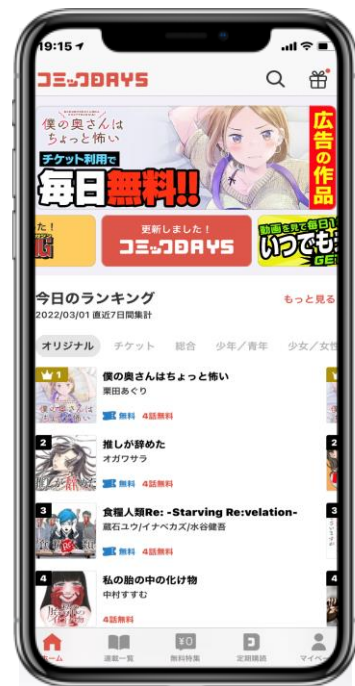 19:15
コミックDAYS
僕の奥さんは
ちょっと怖い
チケット利用で
毎日無料!!
広告の作品
た!
更新しました!
コミックDAYS
動画を見て毎日1
いつでも
GET
今日のランキング
もっと見る
2022/03/01 直近7日間集計
オリジナル チケット 総合 少年/青年 少女/女性
1
僕の奥さんはちょっと怖い
栗田あぐり
無料 4話無料
2
推しが辞めた
オガワサラ
無料 4話無料
3
食糧人類Re: -Starving Re:velation-
蔵石ユウ/イナベカズ/水谷健吾
無料 4話無料
4
私の胎の中の化け物
中村すすむ
4話無料
ホーム 連載一覧 無料特集 定期購読 マイページ